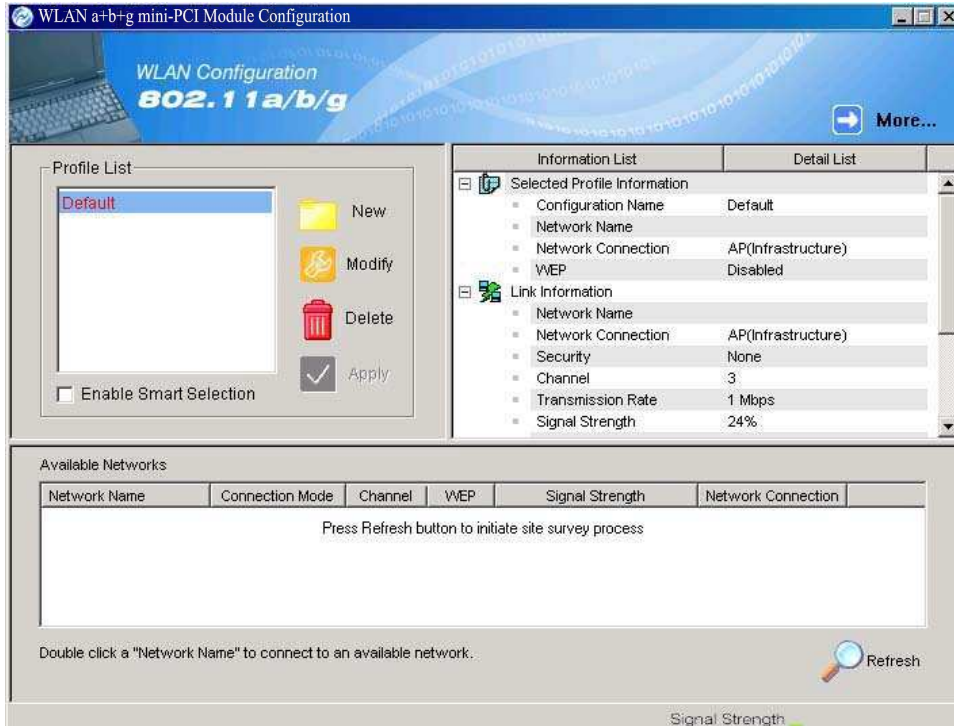 WLAN a+b+g mini-PCI Module Configuration
WLAN Configuration
802.11a/b/g
More...
Profile List
Default
New
Modify
Delete
Apply
Enable Smart Selection
Information List Detail List
Selected Profile Information
Configuration Name Default
Network Name
Network Connection AP(Infrastructure)
WEP Disabled
Link Information
Network Name
Network Connection AP(Infrastructure)
Security None
Channel 3
Transmission Rate 1 Mbps
Signal Strength 24%
Available Networks
Network Name Connection Mode Channel WEP Signal Strength Network Connection
Press Refresh button to initiate site survey process
Double click a "Network Name" to connect to an available network.
Refresh
Signal Strength